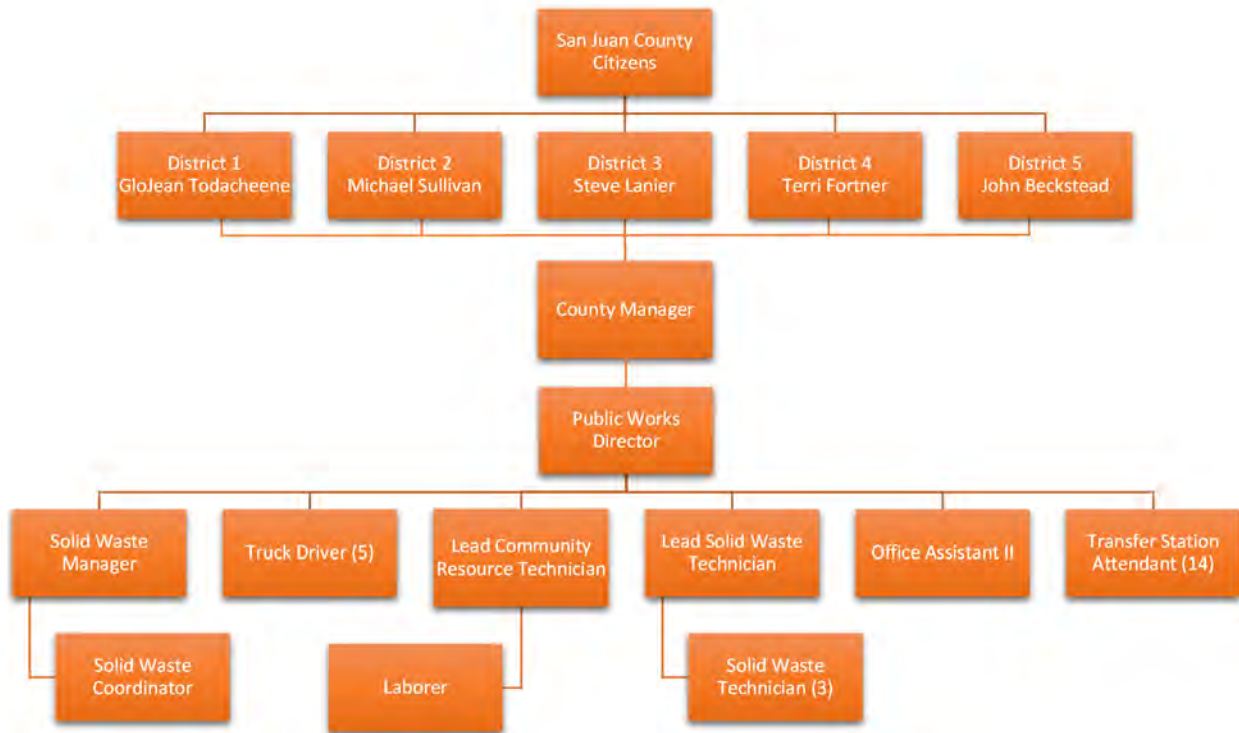 San Juan County
Citizens
District 1
GloJean Todacheene
District 2
Michael Sullivan
District 3
Steve Lanier
District 4
Terri Fortner
District 5
John Beckstead
County Manager
Public Works
Director
Solid Waste
Manager
Truck Driver (5)
Lead Community
Resource Technician
Lead Solid Waste
Technician
Office Assistant II
Transfer Station
Attendant (14)
Solid Waste
Coordinator
Laborer
Solid Waste
Technician (3)